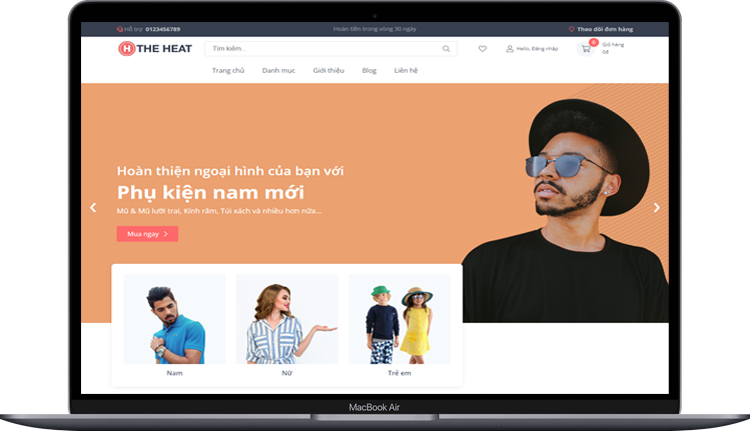 Hỗ trợ 0123456789
Hoàn tiền trong vòng 30 ngày
Theo dõi đơn hàng
H THE HEAT
Tìm kiếm...
Hello, Đăng nhập
0
Giỏ hàng
0đ
Trang chủ Danh mục Giới thiệu Blog Liên hệ
Hoàn thiện ngoại hình của bạn với
Phụ kiện nam mới
Mũ & Mũ lưỡi trai, Kính râm, Túi xách và nhiều hơn nữa...
Mua ngay
Nam Nữ Trẻ em
MacBook Air